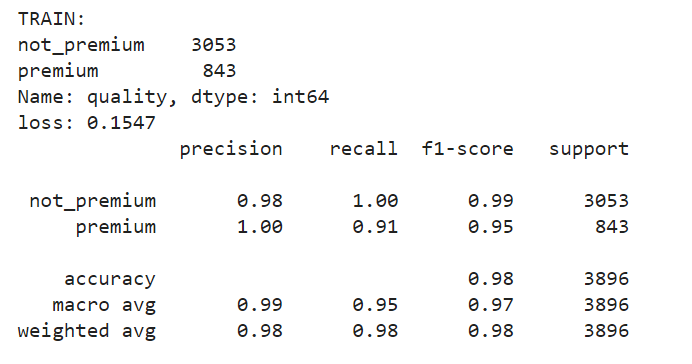 TRAIN:
not_premium    3053
premium         843
Name: quality, dtype: int64
loss: 0.1547
              precision    recall  f1-score   support

 not_premium       0.98      1.00      0.99      3053
     premium       1.00      0.91      0.95       843

    accuracy                           0.98      3896
   macro avg       0.99      0.95      0.97      3896
weighted avg       0.98      0.98      0.98      3896